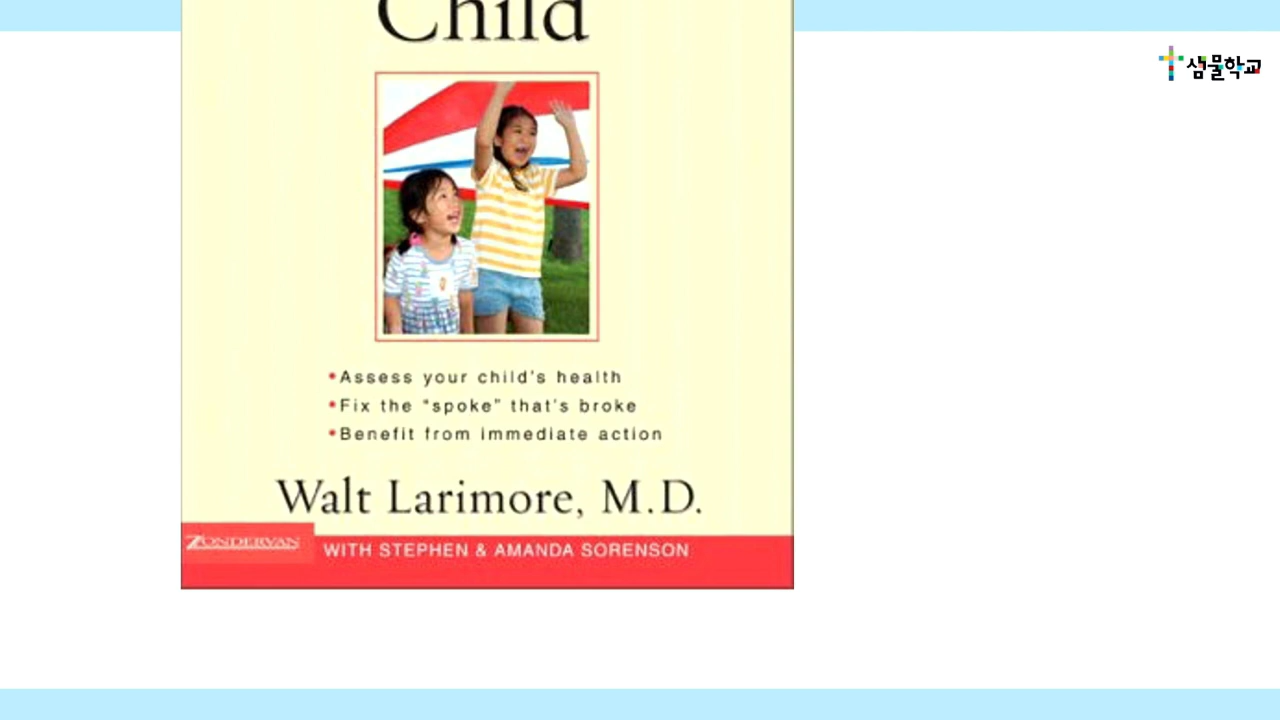 Child
샘물학교
•Assess your child's health
•Fix the "spoke" that's broke
•Benefit from immediate action
Walt Larimore, M.D.
ZONDERVAN
WITH STEPHEN & AMANDA SORENSON